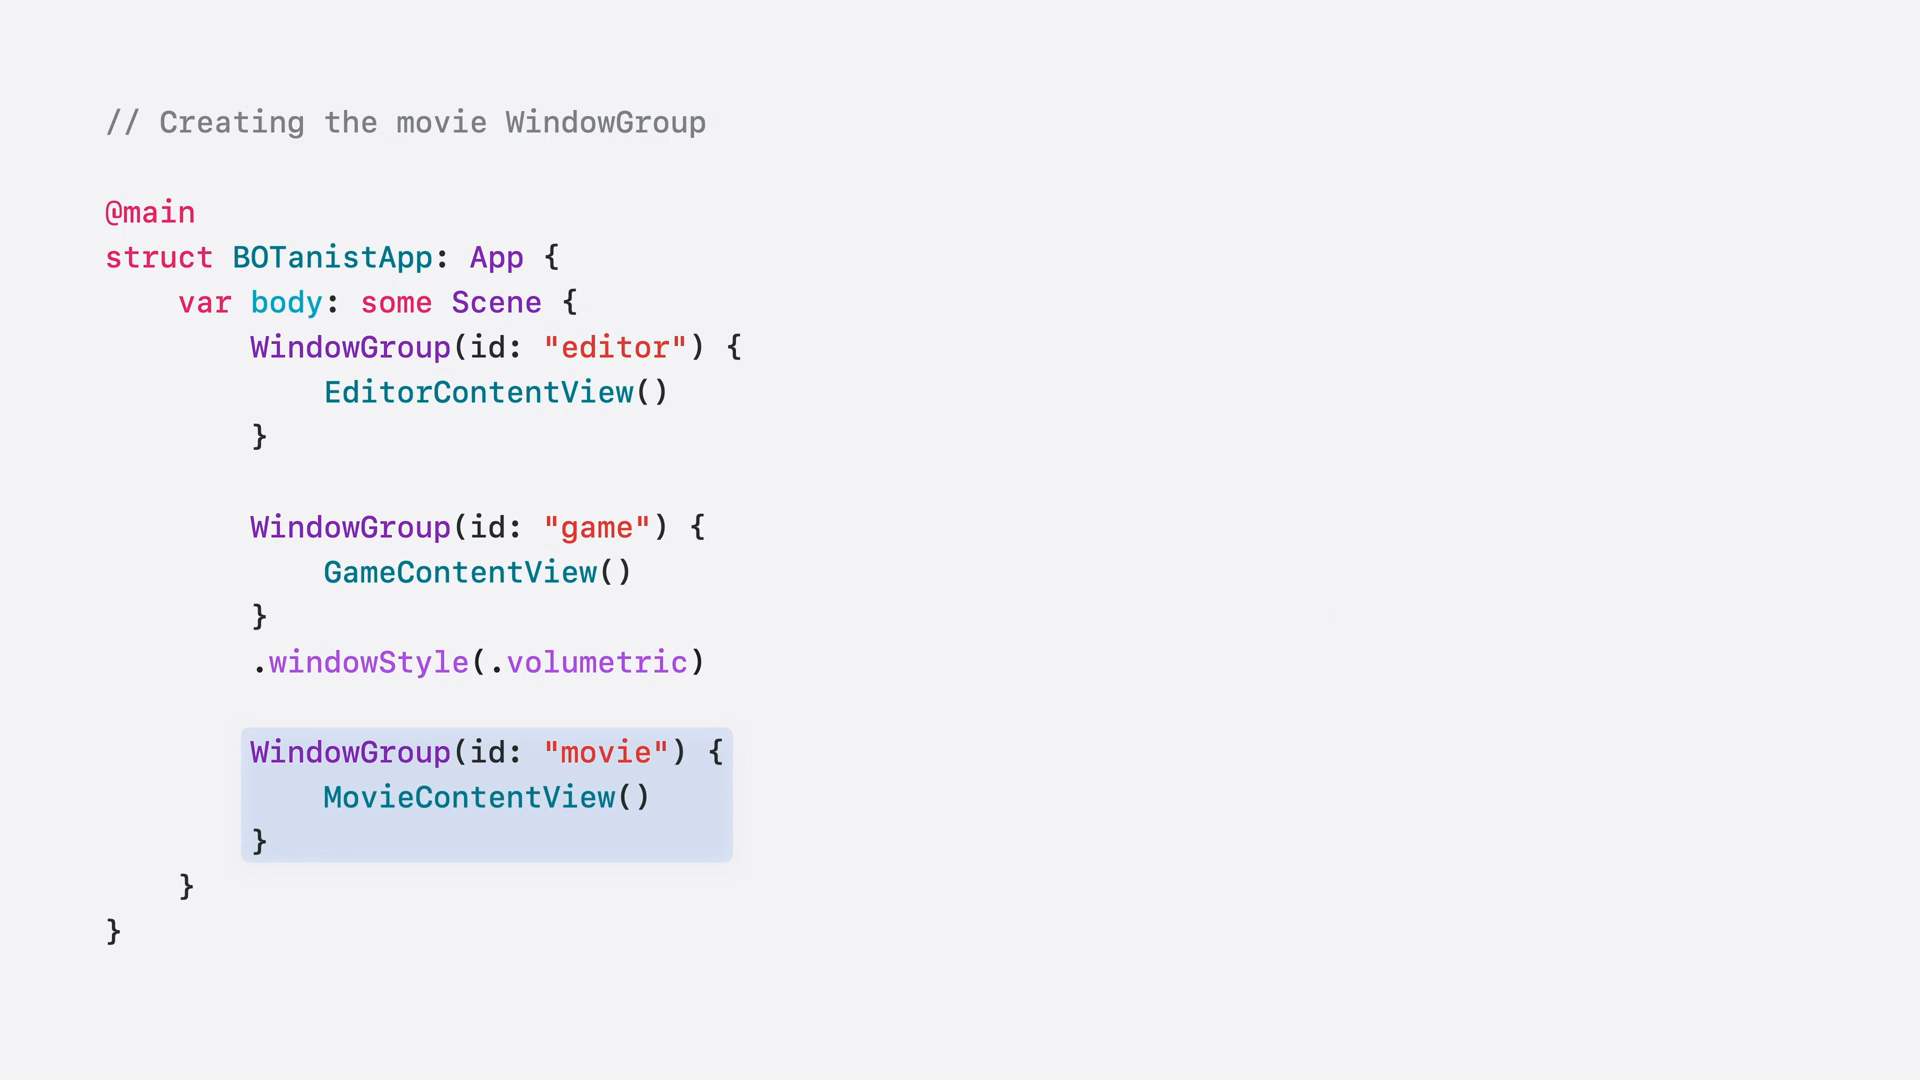 // Creating the movie WindowGroup
@main
struct BOTanistApp: App {
var body: some Scene {
WindowGroup(id: "editor") {
EditorContentView()
}
WindowGroup(id: "game") {
GameContentView()
}
.windowStyle(.volumetric)
WindowGroup(id: "movie") {
MovieContentView()
}
}
}